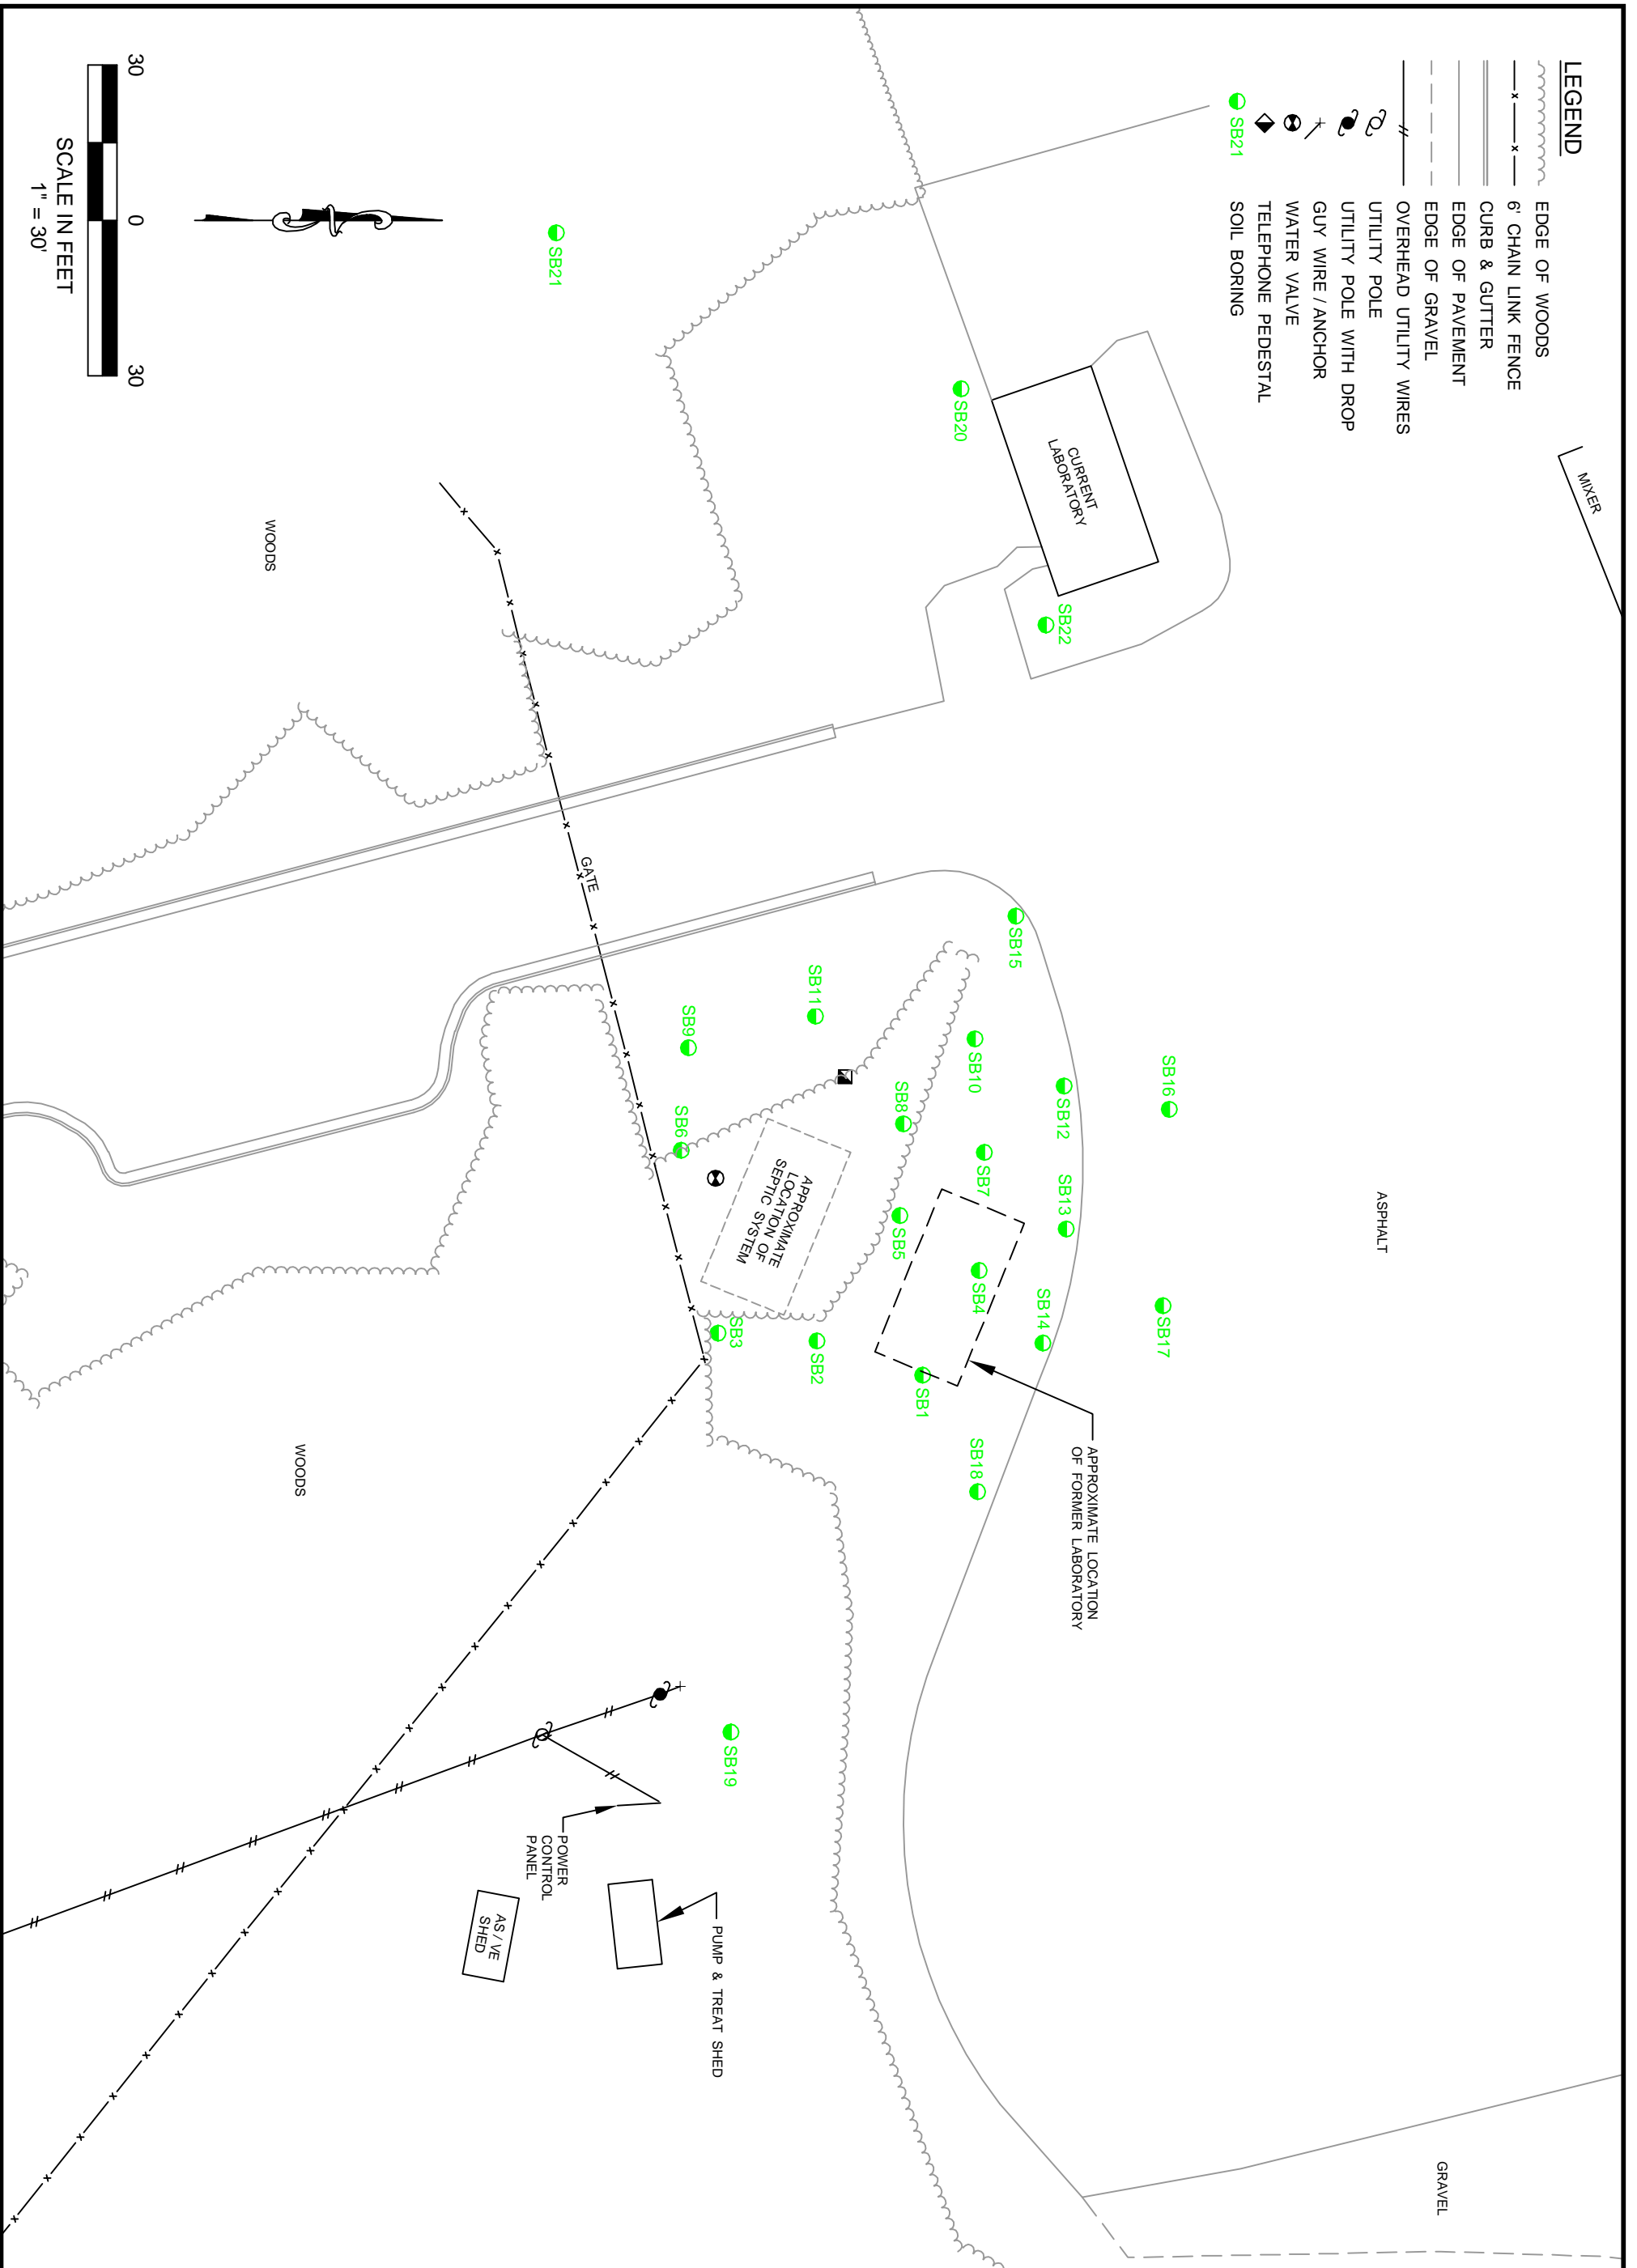 LEGEND
EDGE OF WOODS
6' CHAIN LINK FENCE
CURB & GUTTER
EDGE OF PAVEMENT
EDGE OF GRAVEL
OVERHEAD UTILITY WIRES
UTILITY POLE
UTILITY POLE WITH DROP
GUY WIRE / ANCHOR
WATER VALVE
TELEPHONE PEDESTAL
SB21 SOIL BORING
MIXER
CURRENT
LABORATORY
SB20
SB22
SB21
ASPHALT
GRAVEL
SB16
SB17
SB15
SB12
SB13
SB14
SB10
SB7
SB4
SB18
SB11
SB8
SB5
SB1
SB9
SB6
SB2
SB3
APPROXIMATE
LOCATION OF
SEPTIC SYSTEM
APPROXIMATE LOCATION
OF FORMER LABORATORY
GATE
SB19
PUMP & TREAT SHED
POWER
CONTROL
PANEL
AS / VE
SHED
WOODS
WOODS
30 0 30
SCALE IN FEET
1" = 30'